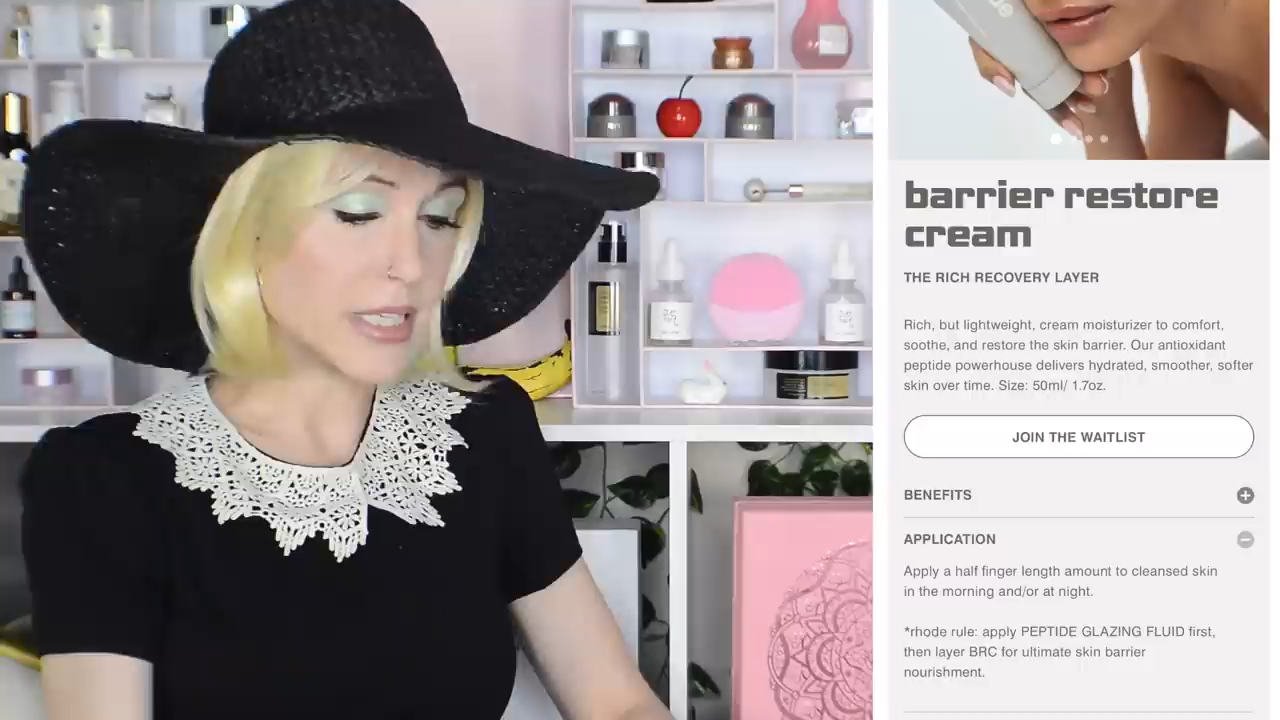 barrier restore
cream
THE RICH RECOVERY LAYER
Rich, but lightweight, cream moisturizer to comfort,
soothe, and restore the skin barrier. Our antioxidant
peptide powerhouse delivers hydrated, smoother, softer
skin over time. Size: 50ml/ 1.7oz.
JOIN THE WAITLIST
BENEFITS
APPLICATION
Apply a half finger length amount to cleansed skin
in the morning and/or at night.
*rhode rule: apply PEPTIDE GLAZING FLUID first,
then layer BRC for ultimate skin barrier
nourishment.